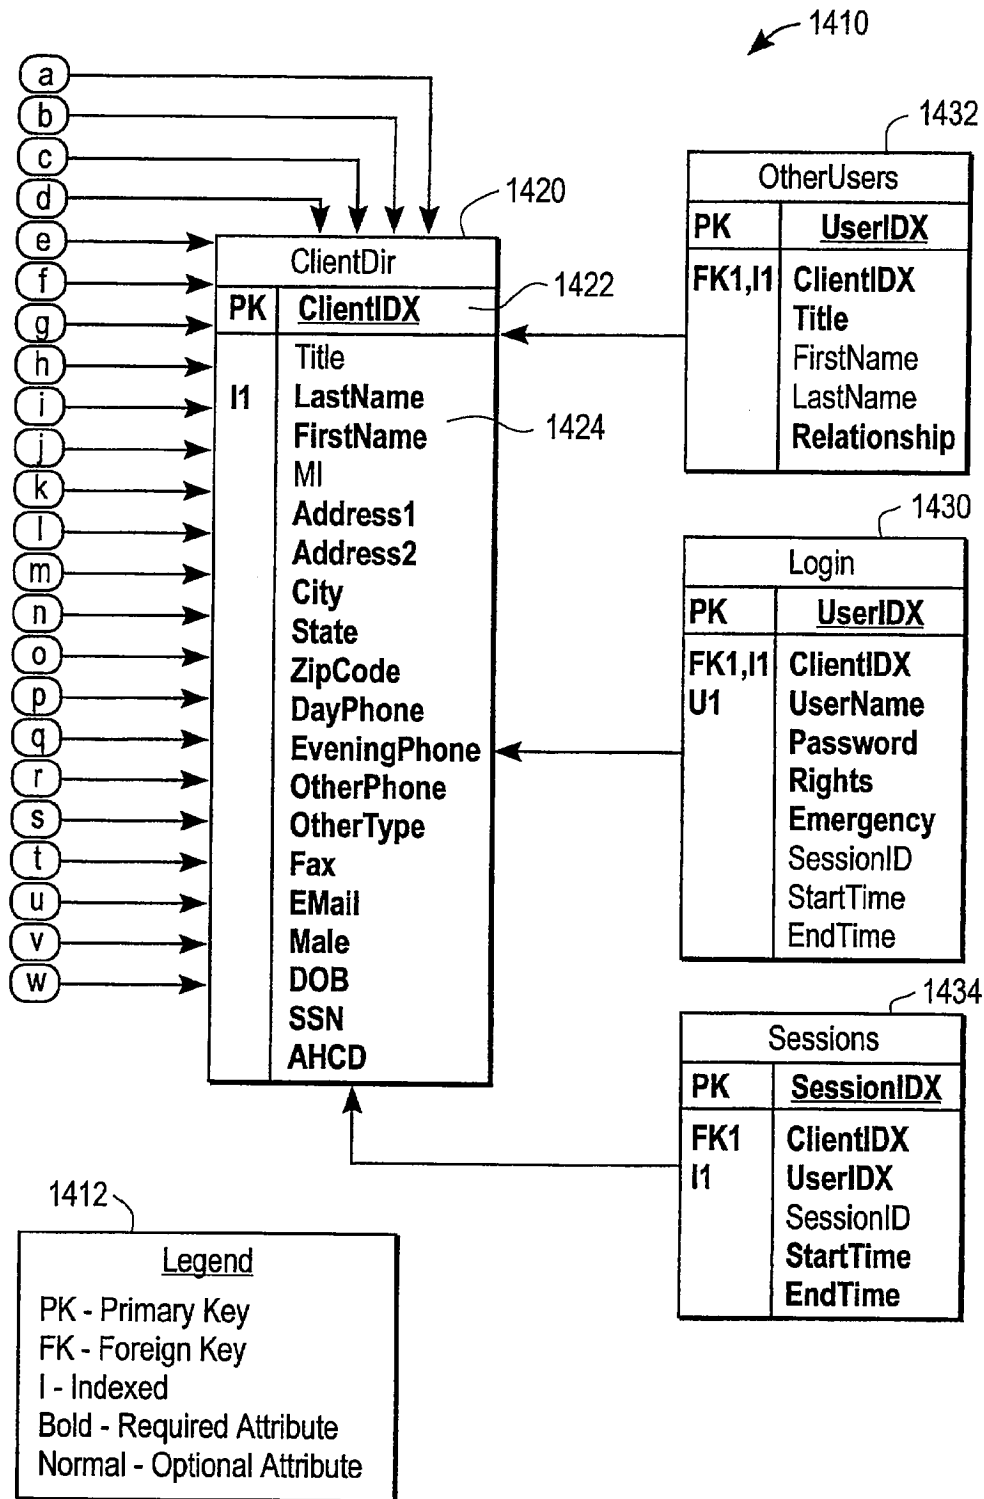 1410
a
b
c
d
e
f
g
h
i
j
k
l
m
n
o
p
q
r
s
t
u
v
w
1420
ClientDir
PK ClientIDX
1422
Title
I1 LastName
FirstName
1424
MI
Address1
Address2
City
State
ZipCode
DayPhone
EveningPhone
OtherPhone
OtherType
Fax
EMail
Male
DOB
SSN
AHCD
1432
OtherUsers
PK UserIDX
FK1,I1 ClientIDX
Title
FirstName
LastName
Relationship
1430
Login
PK UserIDX
FK1,I1 ClientIDX
U1 UserName
Password
Rights
Emergency
SessionID
StartTime
EndTime
1434
Sessions
PK SessionIDX
FK1 ClientIDX
I1 UserIDX
SessionID
StartTime
EndTime
1412
Legend
PK - Primary Key
FK - Foreign Key
I - Indexed
Bold - Required Attribute
Normal - Optional Attribute